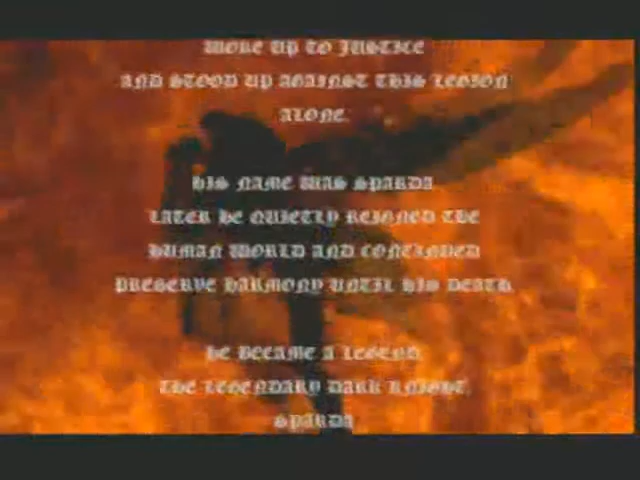 WOKE UP TO JUSTICE
AND STOOD UP AGAINST THIS LEGION
ALONE.
HIS NAME WAS SPARDA.
LATER HE QUIETLY REIGNED THE
HUMAN WORLD AND CONTINUED
PRESERVE HARMONY UNTIL HIS DEATH.
HE BECAME A LEGEND.
THE LEGENDARY DARK KNIGHT,
SPARDA